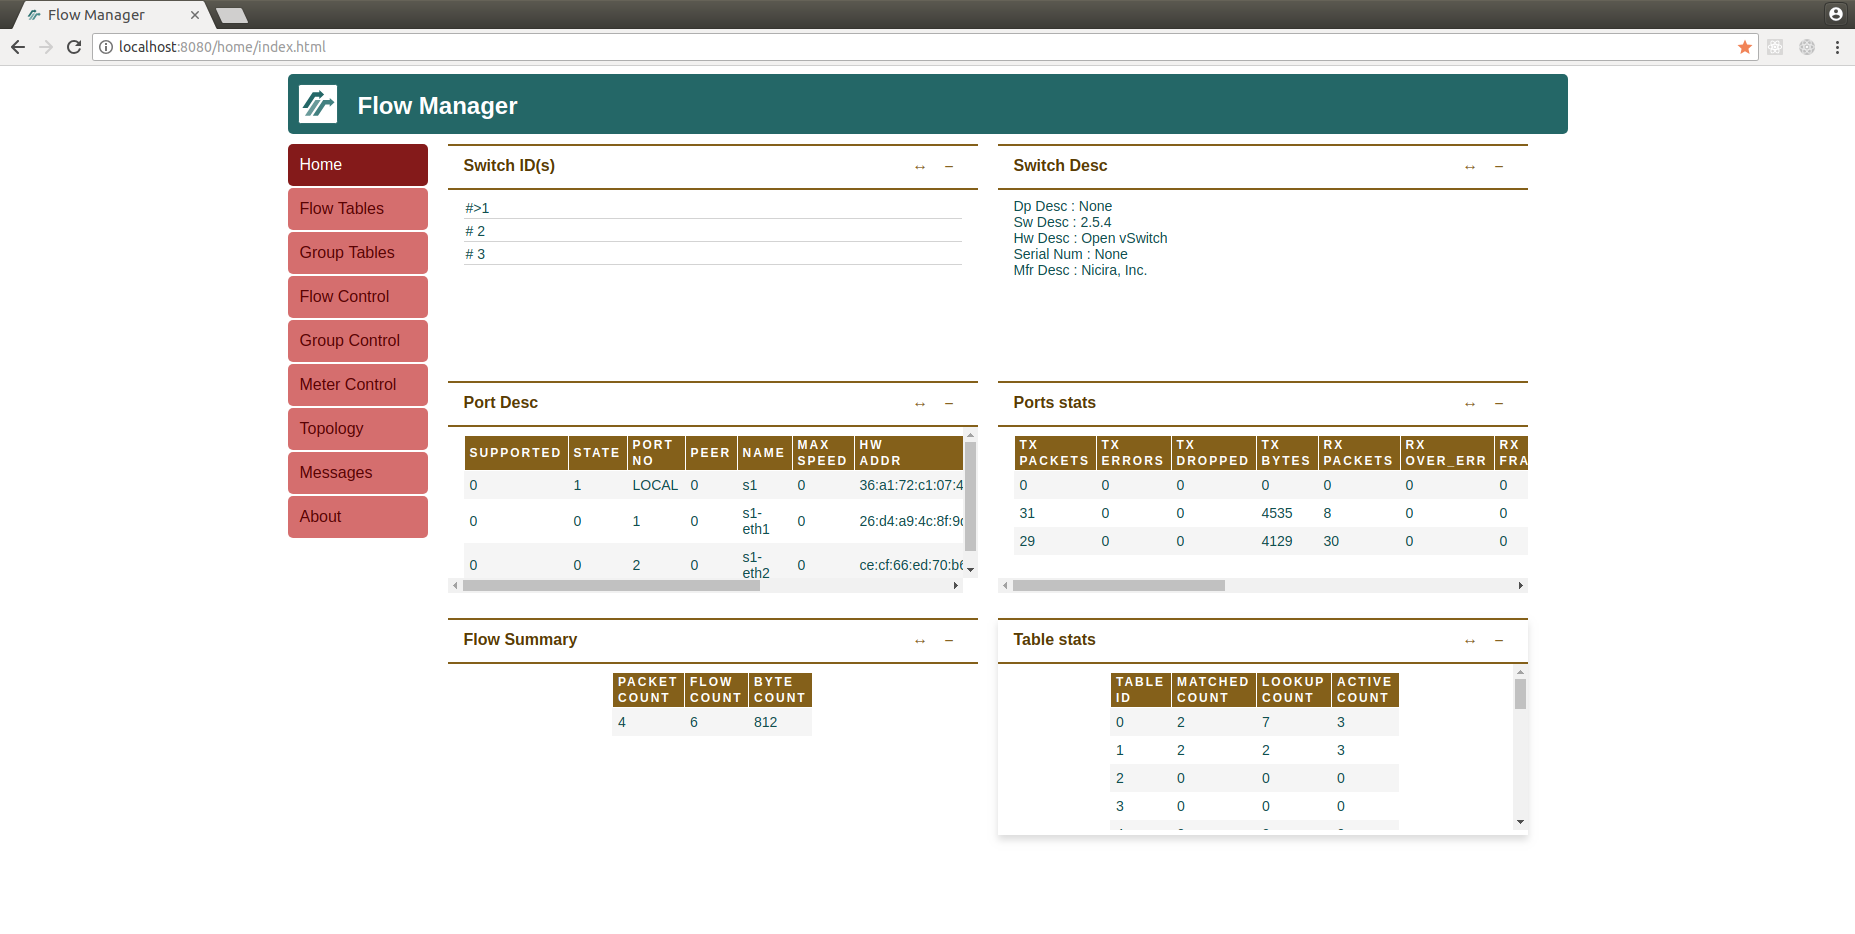 Flow Manager
localhost:8080/home/index.html
Flow Manager
Home
Flow Tables
Group Tables
Flow Control
Group Control
Meter Control
Topology
Messages
About
Switch ID(s)
#>1
# 2
# 3
Switch Desc
Dp Desc : None
Sw Desc : 2.5.4
Hw Desc : Open vSwitch
Serial Num : None
Mfr Desc : Nicira, Inc.
Port Desc
SUPPORTED STATE PORT NO PEER NAME MAX SPEED HW ADDR
0 1 LOCAL 0 s1 0 36:a1:72:c1:07:4
0 0 1 0 s1-eth1 0 26:d4:a9:4c:8f:9
0 0 2 0 s1-eth2 0 ce:cf:66:ed:70:b6
Ports stats
TX PACKETS TX ERRORS TX DROPPED TX BYTES RX PACKETS RX OVER_ERR RX FRA
0 0 0 0 0 0 0
31 0 0 4535 8 0 0
29 0 0 4129 30 0 0
Flow Summary
PACKET COUNT FLOW COUNT BYTE COUNT
4 6 812
Table stats
TABLE ID MATCHED COUNT LOOKUP COUNT ACTIVE COUNT
0 2 7 3
1 2 2 3
2 0 0 0
3 0 0 0